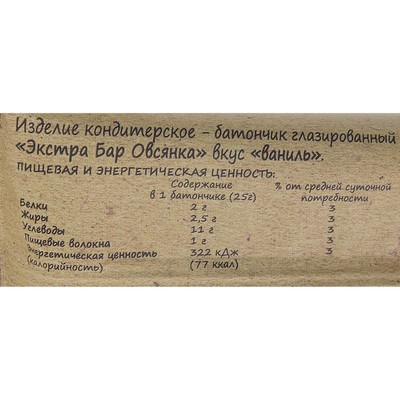 Изделие кондитерское – батончик глазированный
«Экстра Бар Овсянка» вкус «ваниль».
ПИЩЕВАЯ И ЭНЕРГЕТИЧЕСКАЯ ЦЕННОСТЬ:
Содержание % от средней суточной
в 1 батончике (25г) потребности
Белки 2 г 3
Жиры 2,5 г 3
Углеводы 11 г 3
Пищевые волокна 1 г 3
Энергетическая ценность 322 кДж 3
(калорийность) (77 ккал)